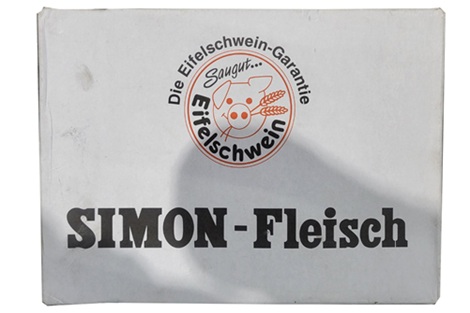 Die Eifelschwein-Garantie
Saugut...
Eifelschwein
SIMON-Fleisch